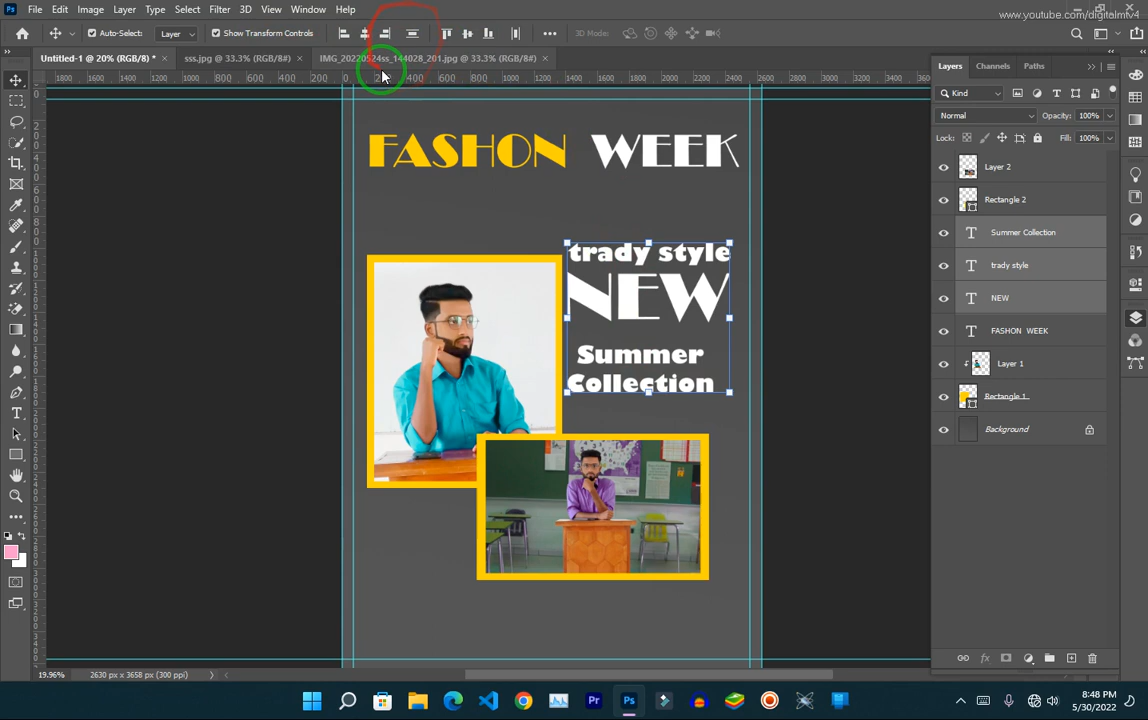 File Edit Image Layer Type Select Filter 3D View Window Help
www.youtube.com/digitalmtv4
Auto-Select: Layer Show Transform Controls 3D Mode:
Untitled-1 @ 20% (RGB/8) * × sss.jpg @ 33.3% (RGB/8#) × IMG_20220524ss_144028_201.jpg @ 33.3% (RGB/8#) ×
Layers Channels Paths
Kind
Normal Opacity: 100%
Lock: Fill: 100%
Layer 2
Rectangle 2
Summer Collection
trady style
NEW
FASHON WEEK
Layer 1
Rectangle 1
Background
FASHON WEEK
trady style
NEW
Summer
Collection
19.96% 2630 px x 3658 px (300 ppi)
8:48 PM
5/30/2022